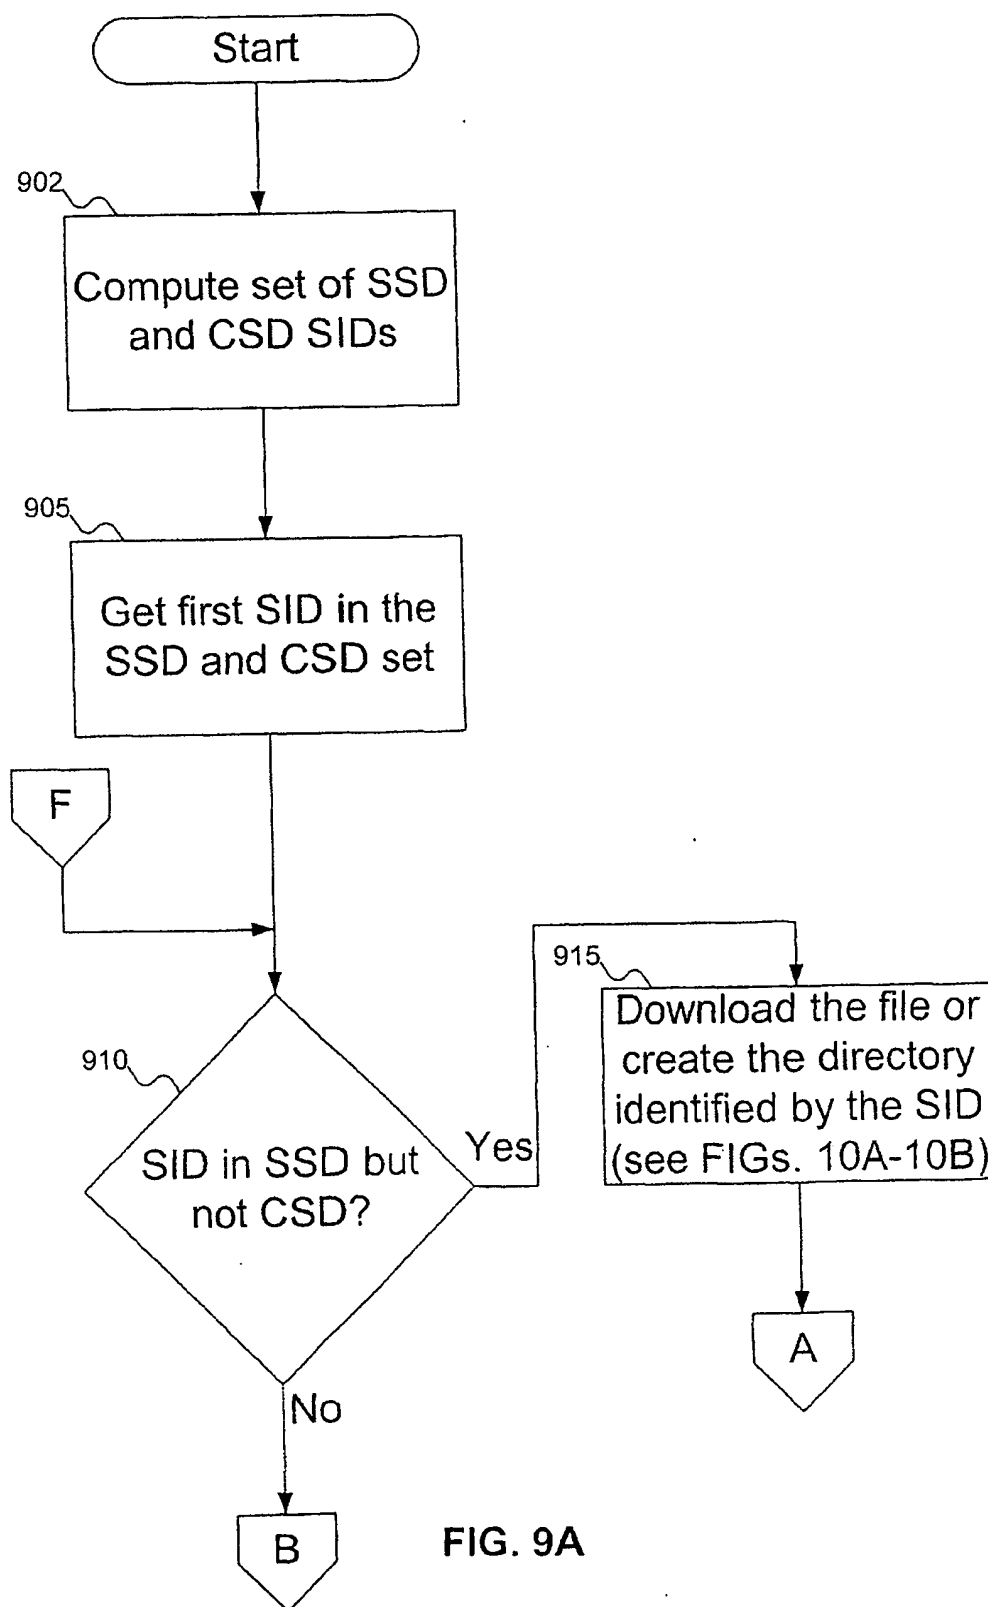 Start
902
Compute set of SSD
and CSD SIDs
905
Get first SID in the
SSD and CSD set
F
910
SID in SSD but
not CSD?
Yes
915
Download the file or
create the directory
identified by the SID
(see FIGs. 10A-10B)
A
No
B
FIG. 9A